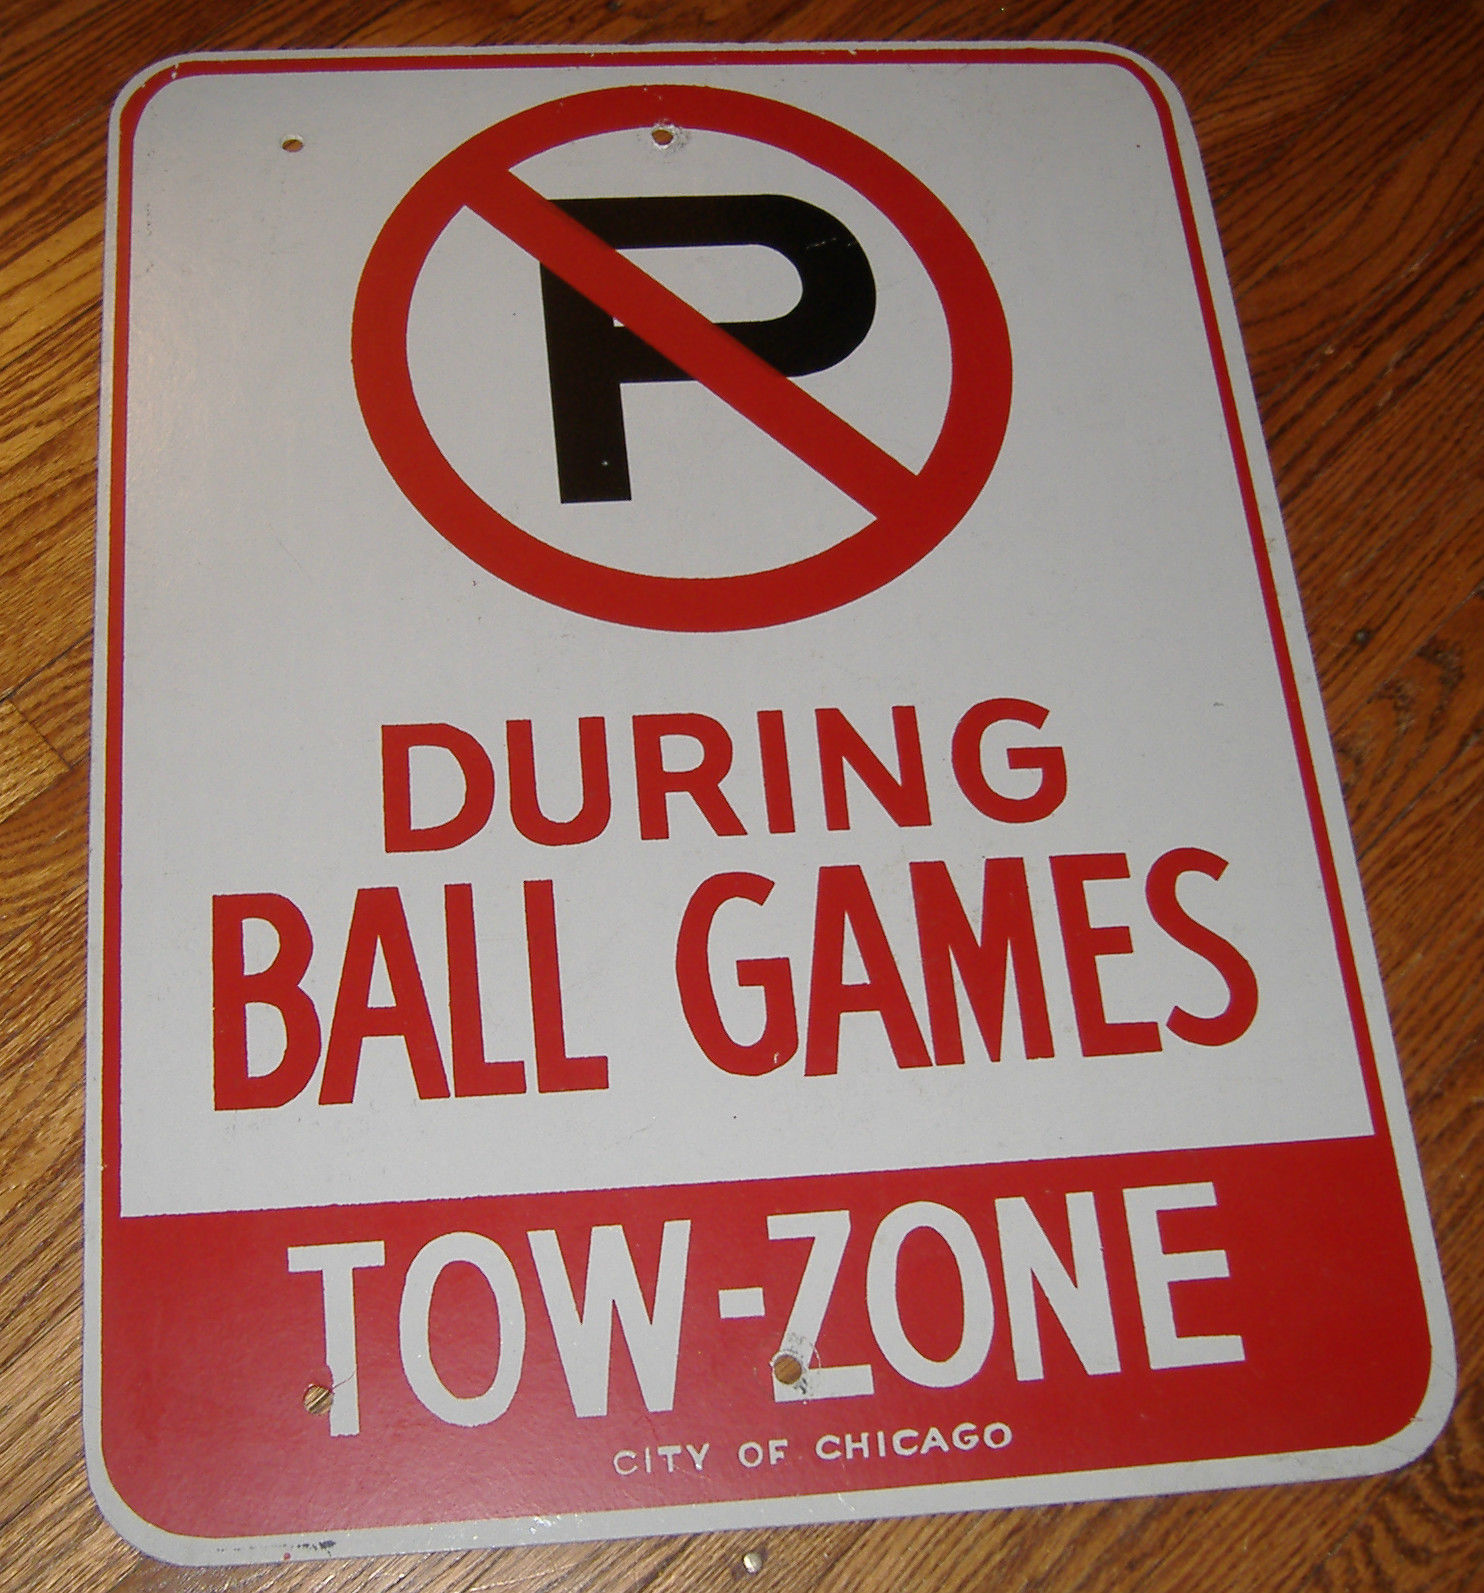 P
DURING
BALL GAMES
TOW-ZONE
CITY OF CHICAGO